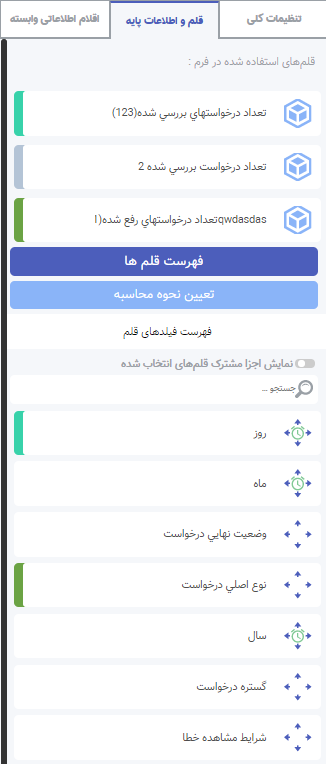 تنظیمات کلی
قلم و اطلاعات پایه
اقلام اطلاعاتی وابسته
قلم‌های استفاده شده در فرم :
تعداد درخواستهاي بررسي شده(123)
تعداد درخواست بررسي شده 2
qwdasdasتعداد درخواستهاي رفع شده(1
فهرست قلم ها
تعیین نحوه محاسبه
فهرست فیلدهای قلم
نمایش اجزا مشترک قلم‌های انتخاب شده
جستجو ...
روز
ماه
وضعیت نهايي درخواست
نوع اصلي درخواست
سال
گستره درخواست
شرایط مشاهده خطا